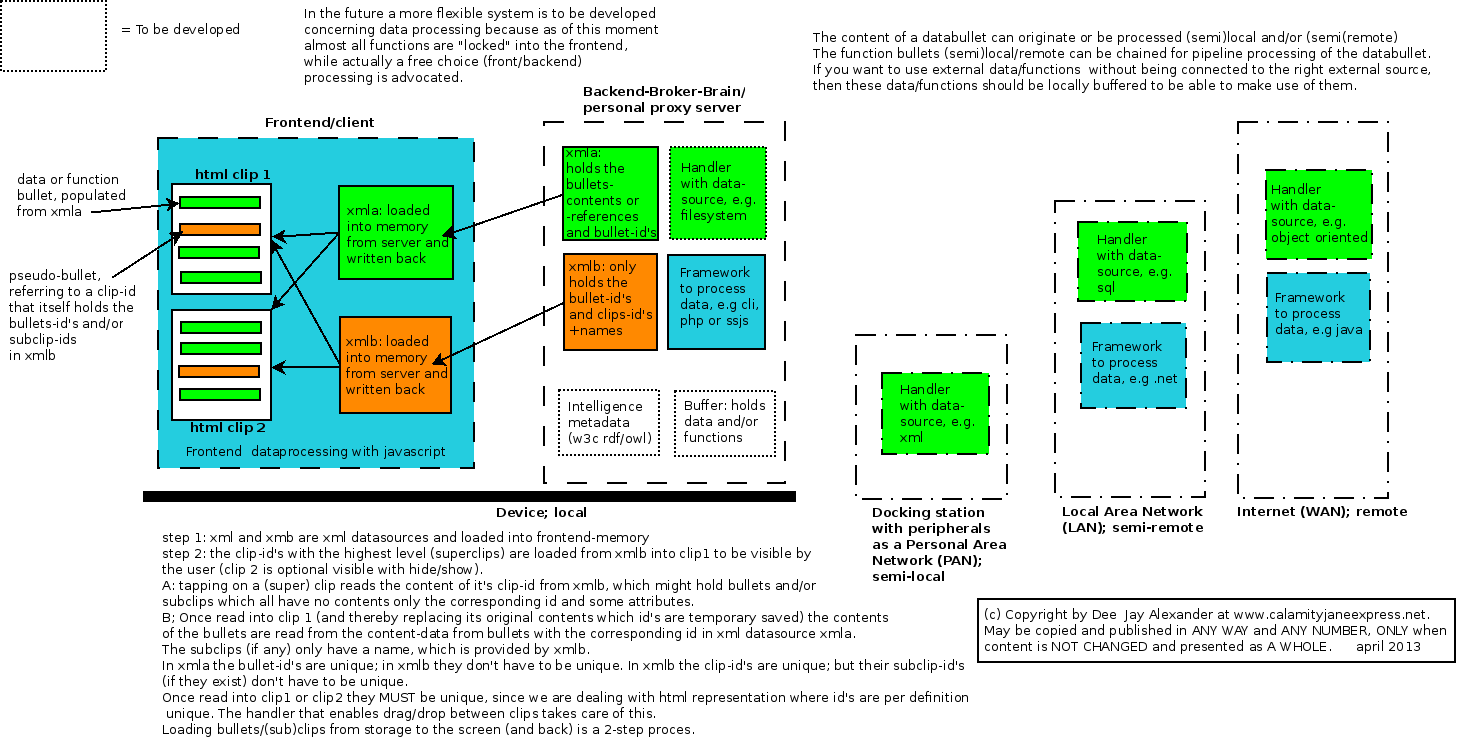 = To be developed
In the future a more flexible system is to be developed
concerning data processing because as of this moment
almost all functions are "locked" into the frontend,
while actually a free choice (front/backend)
processing is advocated.
The content of a databullet can originate or be processed (semi)local and/or (semi(remote)
The function bullets (semi)local/remote can be chained for pipeline processing of the databullet.
If you want to use external data/functions  without being connected to the right external source,
then these data/functions should be locally buffered to be able to make use of them.
Frontend/client
html clip 1
data or function
bullet, populated
from xmla
pseudo-bullet,
referring to a clip-id
that itself holds the
bullets-id's and/or
subclip-ids
in xmlb
xmla: loaded
into memory
from server and
written back
xmlb: loaded
into memory
from server and
written back
html clip 2
Frontend  dataprocessing with javascript
Backend-Broker-Brain/
personal proxy server
xmla:
holds the
bullets-
contents or
-references
and bullet-id's
Handler
with data-
source, e.g.
filesystem
xmlb: only
holds the
bullet-id's
and clips-id's
+names
Framework
to process
data, e.g cli,
php or ssjs
Intelligence
metadata
(w3c rdf/owl)
Buffer: holds
data and/or
functions
Device; local
Handler
with data-
source, e.g.
xml
Docking station
with peripherals
as a Personal Area
Network (PAN);
semi-local
Handler
with data-
source, e.g.
sql
Framework
to process
data, e.g .net
Local Area Network
(LAN); semi-remote
Handler
with data-
source, e.g.
object oriented
Framework
to process
data, e.g java
Internet (WAN); remote
step 1: xml and xmb are xml datasources and loaded into frontend-memory
step 2: the clip-id's with the highest level (superclips) are loaded from xmlb into clip1 to be visible by
the user (clip 2 is optional visible with hide/show).
A: tapping on a (super) clip reads the content of it's clip-id from xmlb, which might hold bullets and/or
subclips which all have no contents only the corresponding id and some attributes.
B; Once read into clip 1 (and thereby replacing its original contents which id's are temporary saved) the contents
of the bullets are read from the content-data from bullets with the corresponding id in xml datasource xmla.
The subclips (if any) only have a name, which is provided by xmlb.
In xmla the bullet-id's are unique; in xmlb they don't have to be unique. In xmlb the clip-id's are unique; but their subclip-id's
(if they exist) don't have to be unique.
Once read into clip1 or clip2 they MUST be unique, since we are dealing with html representation where id's are per definition
unique. The handler that enables drag/drop between clips takes care of this.
Loading bullets/(sub)clips from storage to the screen (and back) is a 2-step proces.
(c) Copyright by Dee  Jay Alexander at www.calamityjaneexpress.net.
May be copied and published in ANY WAY and ANY NUMBER, ONLY when
content is NOT CHANGED and presented as A WHOLE.      april 2013